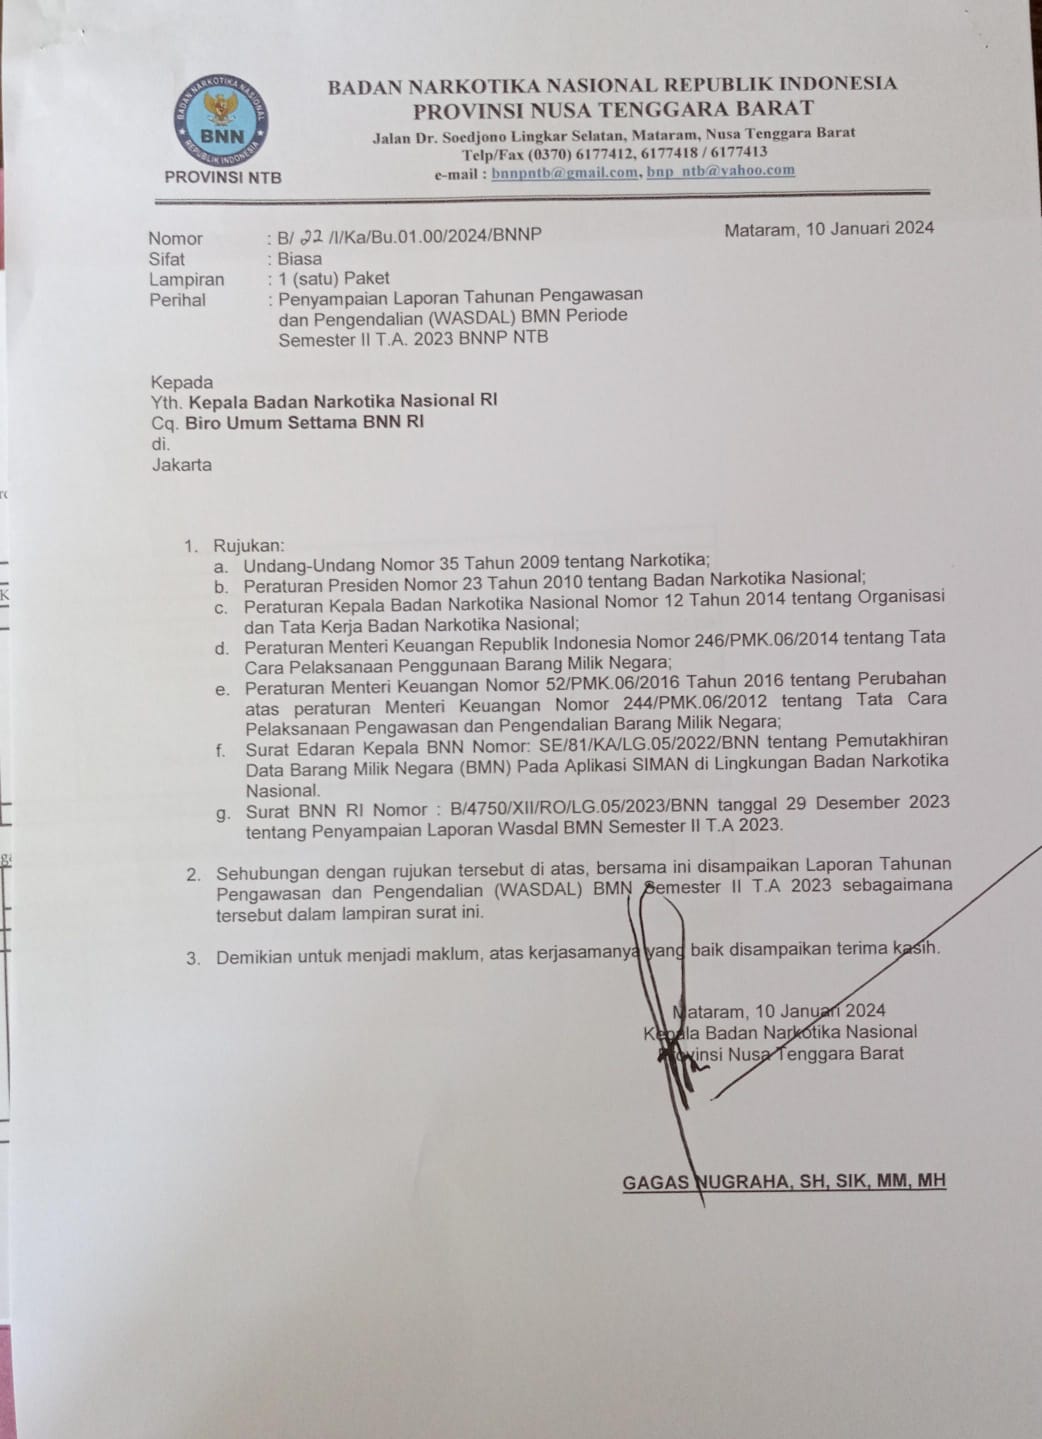 BADAN NARKOTIKA NASIONAL
BNN
REPUBLIK INDONESIA
PROVINSI NTB
BADAN NARKOTIKA NASIONAL REPUBLIK INDONESIA
PROVINSI NUSA TENGGARA BARAT
Jalan Dr. Soedjono Lingkar Selatan, Mataram, Nusa Tenggara Barat
Telp/Fax (0370) 6177412, 6177418 / 6177413
e-mail : bnnpntb@gmail.com, bnp_ntb@yahoo.com
Nomor : B/ 22 /I/Ka/Bu.01.00/2024/BNNP Mataram, 10 Januari 2024
Sifat : Biasa
Lampiran : 1 (satu) Paket
Perihal : Penyampaian Laporan Tahunan Pengawasan
dan Pengendalian (WASDAL) BMN Periode
Semester II T.A. 2023 BNNP NTB
Kepada
Yth. Kepala Badan Narkotika Nasional RI
Cq. Biro Umum Settama BNN RI
di.
Jakarta
1. Rujukan:
a. Undang-Undang Nomor 35 Tahun 2009 tentang Narkotika;
b. Peraturan Presiden Nomor 23 Tahun 2010 tentang Badan Narkotika Nasional;
c. Peraturan Kepala Badan Narkotika Nasional Nomor 12 Tahun 2014 tentang Organisasi
dan Tata Kerja Badan Narkotika Nasional;
d. Peraturan Menteri Keuangan Republik Indonesia Nomor 246/PMK.06/2014 tentang Tata
Cara Pelaksanaan Penggunaan Barang Milik Negara;
e. Peraturan Menteri Keuangan Nomor 52/PMK.06/2016 Tahun 2016 tentang Perubahan
atas peraturan Menteri Keuangan Nomor 244/PMK.06/2012 tentang Tata Cara
Pelaksanaan Pengawasan dan Pengendalian Barang Milik Negara;
f. Surat Edaran Kepala BNN Nomor: SE/81/KA/LG.05/2022/BNN tentang Pemutakhiran
Data Barang Milik Negara (BMN) Pada Aplikasi SIMAN di Lingkungan Badan Narkotika
Nasional.
g. Surat BNN RI Nomor : B/4750/XII/RO/LG.05/2023/BNN tanggal 29 Desember 2023
tentang Penyampaian Laporan Wasdal BMN Semester II T.A 2023.
2. Sehubungan dengan rujukan tersebut di atas, bersama ini disampaikan Laporan Tahunan
Pengawasan dan Pengendalian (WASDAL) BMN Semester II T.A 2023 sebagaimana
tersebut dalam lampiran surat ini.
3. Demikian untuk menjadi maklum, atas kerjasamanya yang baik disampaikan terima kasih.
Mataram, 10 Januari 2024
Kepala Badan Narkotika Nasional
Provinsi Nusa Tenggara Barat
GAGAS NUGRAHA, SH, SIK, MM, MH